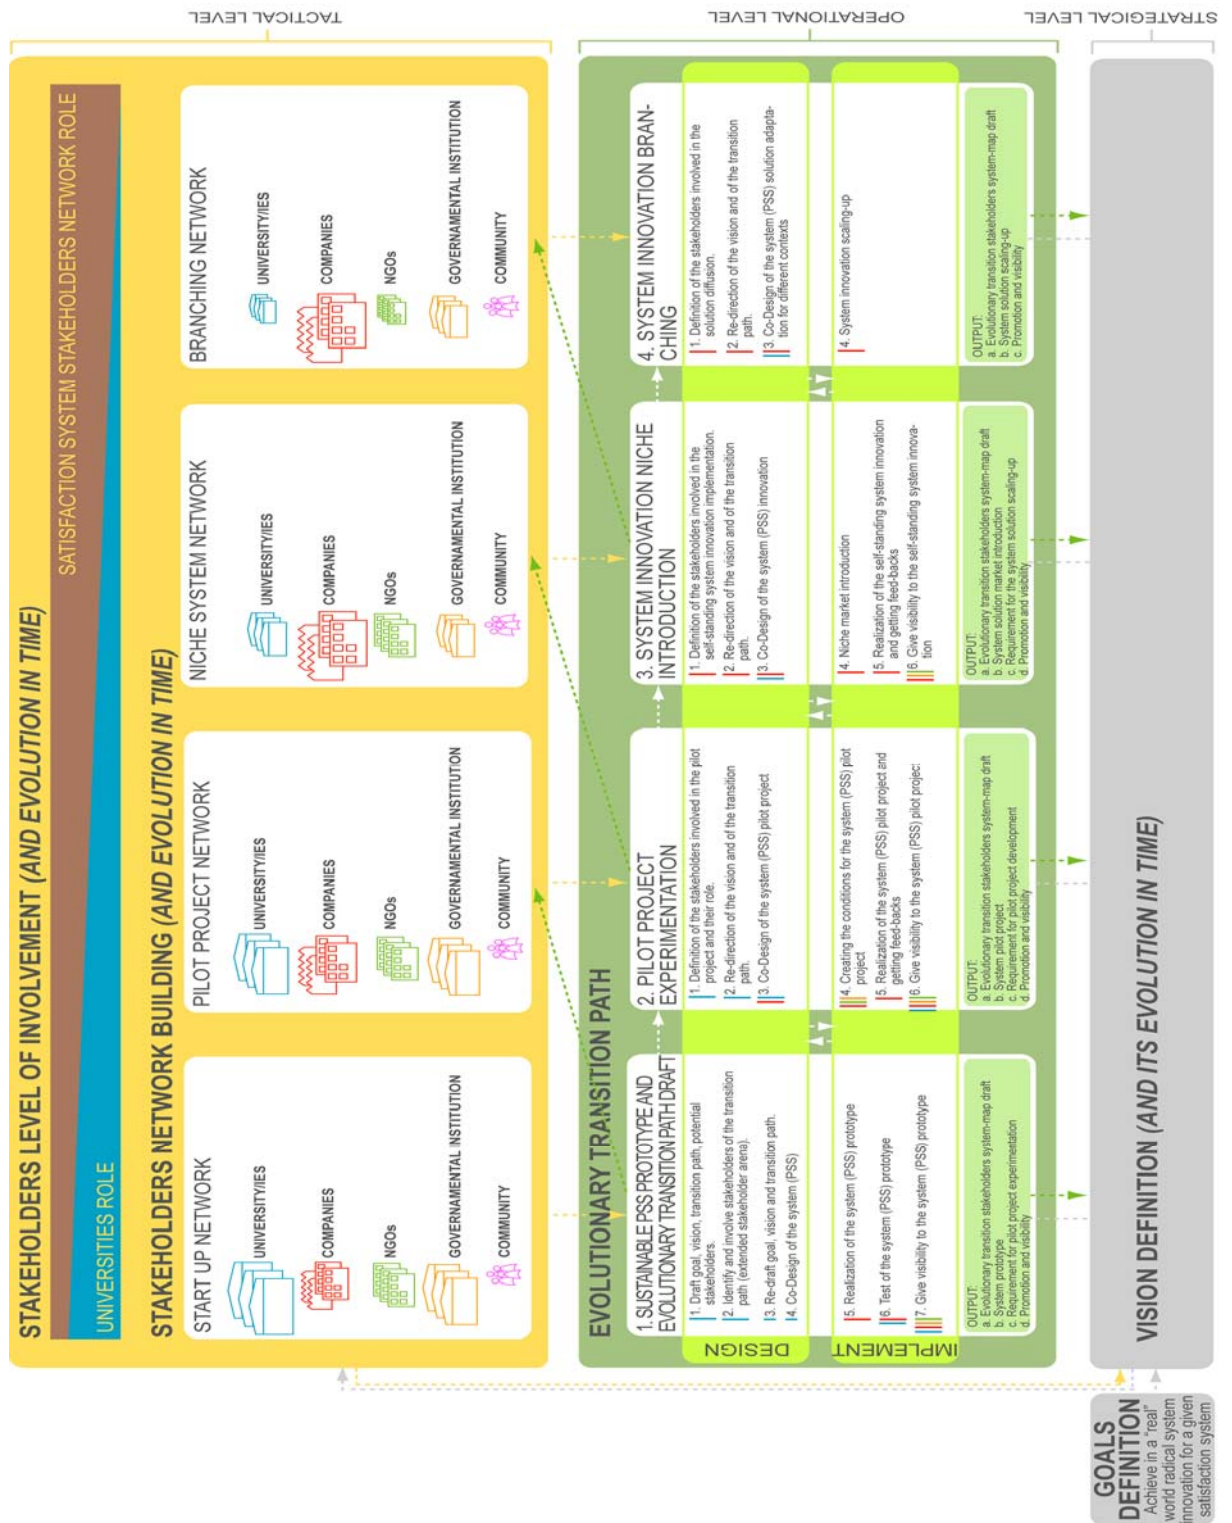 STAKEHOLDERS LEVEL OF INVOLVEMENT (AND EVOLUTION IN TIME)
SATISFACTION SYSTEM STAKEHOLDERS NETWORK ROLE
UNIVERSITIES ROLE
STAKEHOLDERS NETWORK BUILDING (AND EVOLUTION IN TIME)
START UP NETWORK
UNIVERSITY/IES
COMPANIES
NGOs
GOVERNAMENTAL INSTITUTION
COMMUNITY
PILOT PROJECT NETWORK
UNIVERSITY/IES
COMPANIES
NGOs
GOVERNAMENTAL INSTITUTION
COMMUNITY
NICHE SYSTEM NETWORK
UNIVERSITY/IES
COMPANIES
NGOs
GOVERNAMENTAL INSTITUTION
COMMUNITY
BRANCHING NETWORK
UNIVERSITY/IES
COMPANIES
NGOs
GOVERNAMENTAL INSTITUTION
COMMUNITY
TACTICAL LEVEL
EVOLUTIONARY TRANSITION PATH
DESIGN
IMPLEMENT
1. SUSTAINABLE PSS PROTOTYPE AND
EVOLUTIONARY TRANSITION PATH DRAFT
1. Draft goal, vision, transition path, potential
stakeholders.
2. Identify and involve stakeholders of the transition
path (extended stakeholder arena).
3. Re-draft goal, vision and transition path.
4. Co-Design of the system (PSS)
5. Realization of the system (PSS) prototype
6. Test of the system (PSS) prototype
7. Give visibility to the system (PSS) prototype
OUTPUT:
a. Evolutionary transition stakeholders system-map draft
b. System prototype
c. Requirement for pilot project experimentation
d. Promotion and visibility
2. PILOT PROJECT
EXPERIMENTATION
1. Definition of the stakeholders involved in the pilot
project and their role.
2. Re-direction of the vision and of the transition
path.
3. Co-Design of the system (PSS) pilot project
4. Creating the conditions for the system (PSS) pilot
project
5. Realization of the system (PSS) pilot project and
getting feed-backs
6. Give visibility to the system (PSS) pilot projec:
OUTPUT:
a. Evolutionary transition stakeholders system-map draft
b. System pilot project
c. Requirement for pilot project development
d. Promotion and visibility
3. SYSTEM INNOVATION NICHE
INTRODUCTION
1. Definition of the stakeholders involved in the
self-standing system innovation implementation.
2. Re-direction of the vision and of the transition
path.
3. Co-Design of the system (PSS) innovation
4. Niche market introduction
5. Realization of the self-standing system innovation
and getting feed-backs
6. Give visibility to the self-standing system innova-
tion
OUTPUT:
a. Evolutionary transition stakeholders system-map draft
b. System solution market introduction
c. Requirement for the system solution scaling-up
d. Promotion and visibility
4. SYSTEM INNOVATION BRAN-
CHING
1. Definition of the stakeholders involved in the
solution diffusion.
2. Re-direction of the vision and of the transition
path.
3. Co-Design of the system (PSS) solution adapta-
tion for different contexts
4. System innovation scaling-up
OUTPUT:
a. Evolutionary transition stakeholders system-map draft
b. System solution scaling-up
c. Promotion and visibility
OPERATIONAL LEVEL
GOALS
DEFINITION
Achieve in a "real"
world radical system
innovation for a given
satisfaction system
VISION DEFINITION (AND ITS EVOLUTION IN TIME)
STRATEGICAL LEVEL